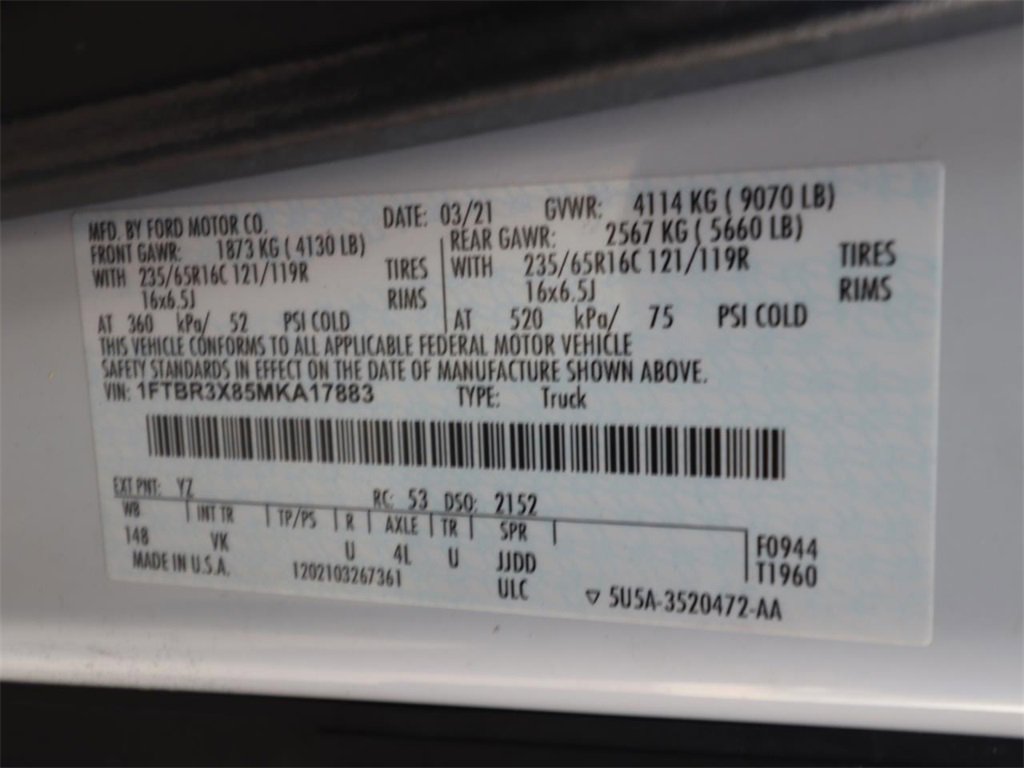 MFD. BY FORD MOTOR CO. DATE: 03/21 GVWR: 4114 KG ( 9070 LB)
FRONT GAWR: 1873 KG ( 4130 LB) REAR GAWR: 2567 KG ( 5660 LB)
WITH 235/65R16C 121/119R TIRES WITH 235/65R16C 121/119R TIRES
16x6.5J RIMS 16x6.5J RIMS
AT 360 kPa/ 52 PSI COLD AT 520 kPa/ 75 PSI COLD
THIS VEHICLE CONFORMS TO ALL APPLICABLE FEDERAL MOTOR VEHICLE
SAFETY STANDARDS IN EFFECT ON THE DATE OF MANUFACTURE SHOWN ABOVE.
VIN: 1FTBR3X85MKA17883 TYPE: Truck
EXT PNT: YZ RC: 53 DSO: 2152
WB INT TR TP/PS R AXLE TR SPR
148 VK U 4L U JJDD F0944
MADE IN U.S.A. 1202103267361 ULC T1960
▽ 5U5A-3520472-AA